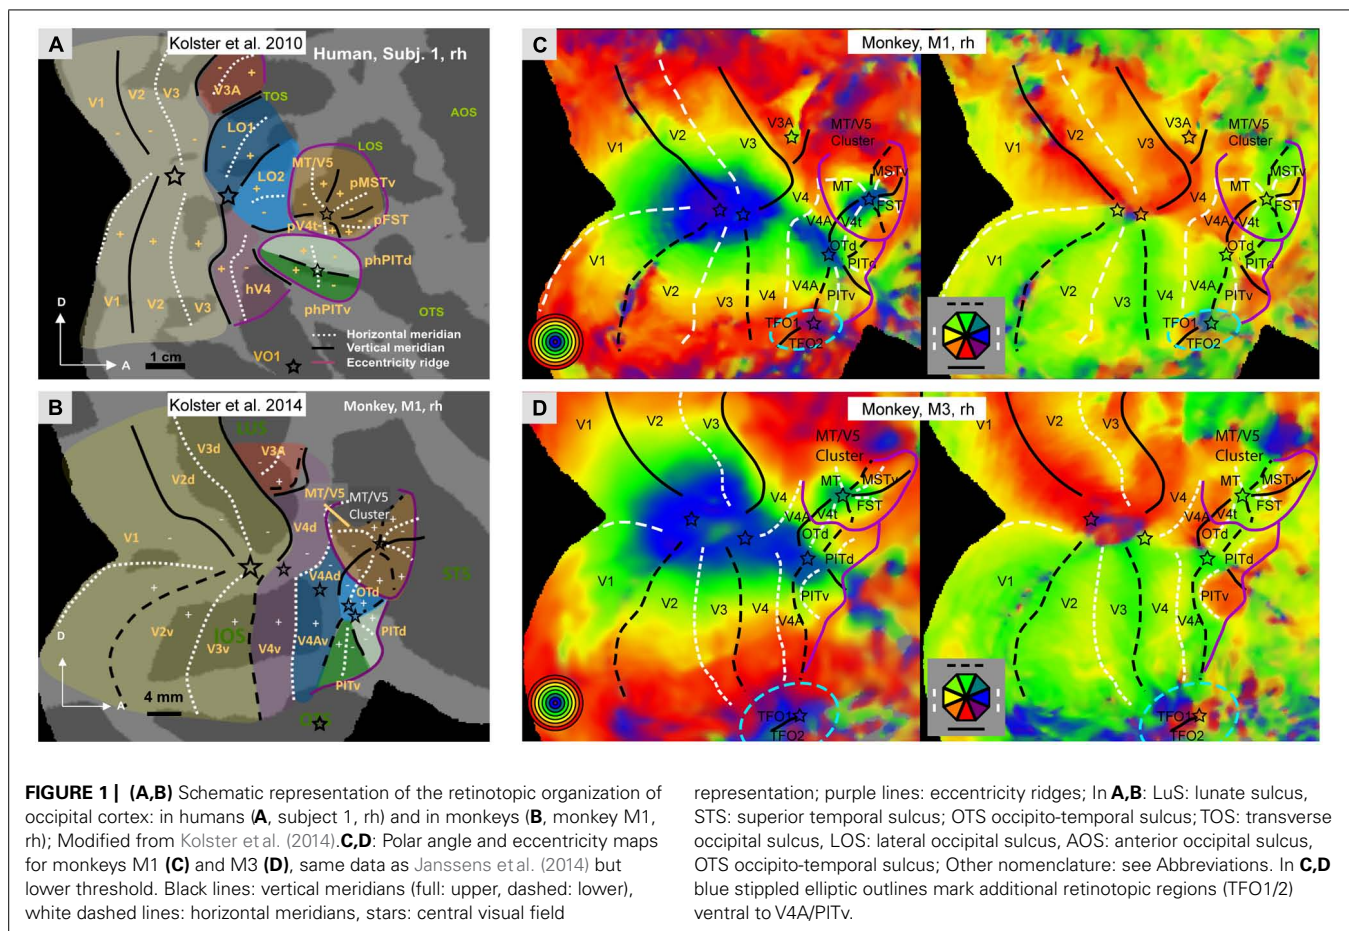 A
Kolster et al. 2010
Human, Subj. 1, rh
V1
V2
V3
V3A
TOS
AOS
LO1
LOS
LO2
MT/V5
pMSTv
pFST
pV4t
phPITd
hV4
phPITv
OTS
V1
V2
V3
VO1
Horizontal meridian
Vertical meridian
Eccentricity ridge
D
A
1 cm
B
Kolster et al. 2014
Monkey, M1, rh
LUS
V3d
V3A
V2d
MT/V5
MT/V5
Cluster
V4d
V1
STS
V4Ad
OTd
V2v
IOS
V3v
V4v
V4Av
PITd
PITv
OTS
D
A
4 mm
C
Monkey, M1, rh
V1
V2
V3
V3A
MT/V5
Cluster
MSTv
MT
FST
V4
V4A
V4t
OTd
PITd
V1
V2
V3
V4
V4A
PITv
TFO1
TFO2
V1
V2
V3
V3A
MT/V5
Cluster
MSTv
MT
FST
V4
V4A
V4t
OTd
PITd
V1
V2
V3
V4
V4A
PITv
TFO1
TFO2
D
Monkey, M3, rh
V1
V2
V3
MT/V5
Cluster
MT
MSTv
FST
V4
V4A
V4t
OTd
PITd
PITv
V1
V2
V3
V4
V4A
TFO1
TFO2
V1
V2
V3
MT/V5
Cluster
MT
MSTv
FST
V4
V4A
V4t
OTd
PITd
PITv
V1
V2
V3
V4
V4A
TFO1
TFO2
FIGURE 1 | (A,B) Schematic representation of the retinotopic organization of
occipital cortex: in humans (A, subject 1, rh) and in monkeys (B, monkey M1,
rh); Modified from Kolster et al. (2014).C,D: Polar angle and eccentricity maps
for monkeys M1 (C) and M3 (D), same data as Janssens et al. (2014) but
lower threshold. Black lines: vertical meridians (full: upper, dashed: lower),
white dashed lines: horizontal meridians, stars: central visual field
representation; purple lines: eccentricity ridges; In A,B: LuS: lunate sulcus,
STS: superior temporal sulcus; OTS occipito-temporal sulcus; TOS: transverse
occipital sulcus, LOS: lateral occipital sulcus, AOS: anterior occipital sulcus,
OTS occipito-temporal sulcus; Other nomenclature: see Abbreviations. In C,D
blue stippled elliptic outlines mark additional retinotopic regions (TFO1/2)
ventral to V4A/PITv.